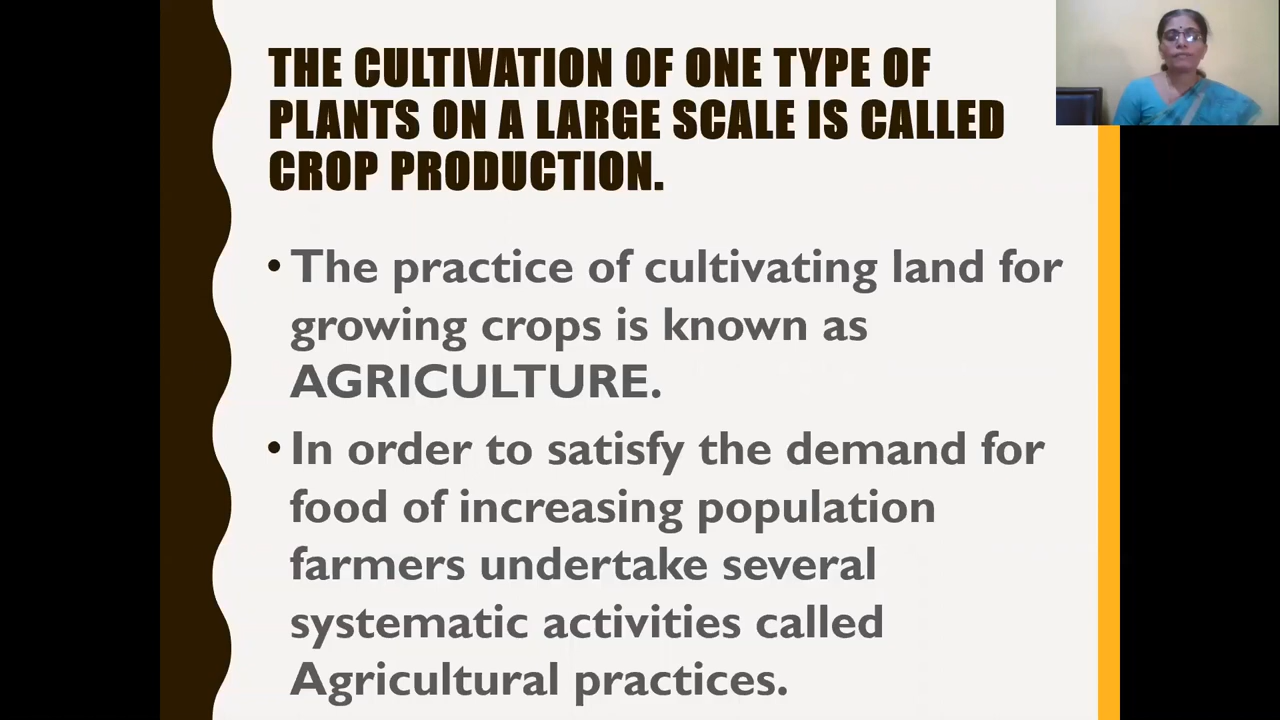 THE CULTIVATION OF ONE TYPE OF
PLANTS ON A LARGE SCALE IS CALLED
CROP PRODUCTION.
• The practice of cultivating land for
growing crops is known as
AGRICULTURE.
• In order to satisfy the demand for
food of increasing population
farmers undertake several
systematic activities called
Agricultural practices.